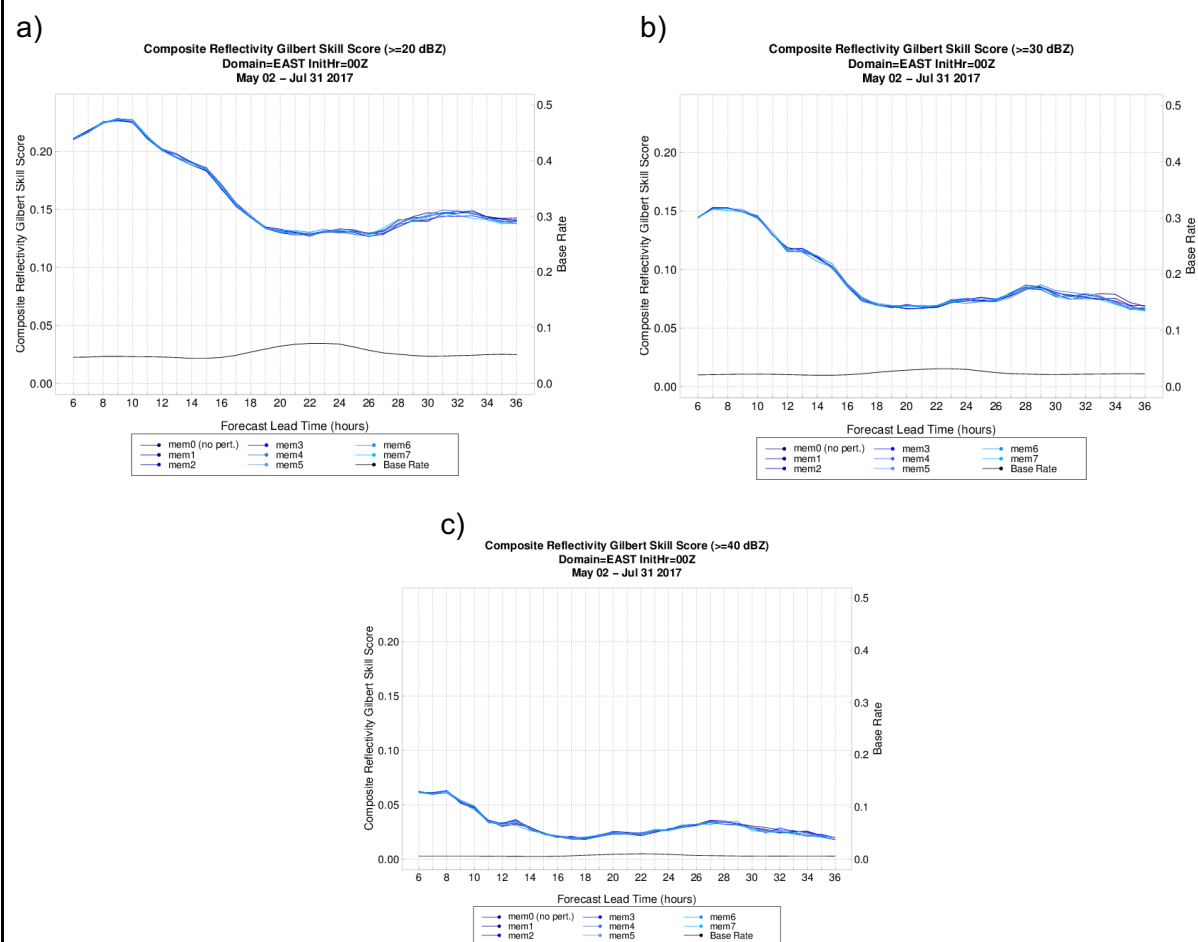 a)
Composite Reflectivity Gilbert Skill Score (>=20 dBZ)
Domain=EAST InitHr=00Z
May 02 – Jul 31 2017
Composite Reflectivity Gilbert Skill Score
0.20
0.15
0.10
0.05
0.00
0.5
0.4
0.3
0.2
0.1
0.0
Base Rate
6 8 10 12 14 16 18 20 22 24 26 28 30 32 34 36
Forecast Lead Time (hours)
mem0 (no pert.) mem3 mem6
mem1 mem4 mem7
mem2 mem5 Base Rate
b)
Composite Reflectivity Gilbert Skill Score (>=30 dBZ)
Domain=EAST InitHr=00Z
May 02 – Jul 31 2017
Composite Reflectivity Gilbert Skill Score
0.20
0.15
0.10
0.05
0.00
0.5
0.4
0.3
0.2
0.1
0.0
Base Rate
6 8 10 12 14 16 18 20 22 24 26 28 30 32 34 36
Forecast Lead Time (hours)
mem0 (no pert.) mem3 mem6
mem1 mem4 mem7
mem2 mem5 Base Rate
c)
Composite Reflectivity Gilbert Skill Score (>=40 dBZ)
Domain=EAST InitHr=00Z
May 02 – Jul 31 2017
Composite Reflectivity Gilbert Skill Score
0.20
0.15
0.10
0.05
0.00
0.5
0.4
0.3
0.2
0.1
0.0
Base Rate
6 8 10 12 14 16 18 20 22 24 26 28 30 32 34 36
Forecast Lead Time (hours)
mem0 (no pert.) mem3 mem6
mem1 mem4 mem7
mem2 mem5 Base Rate